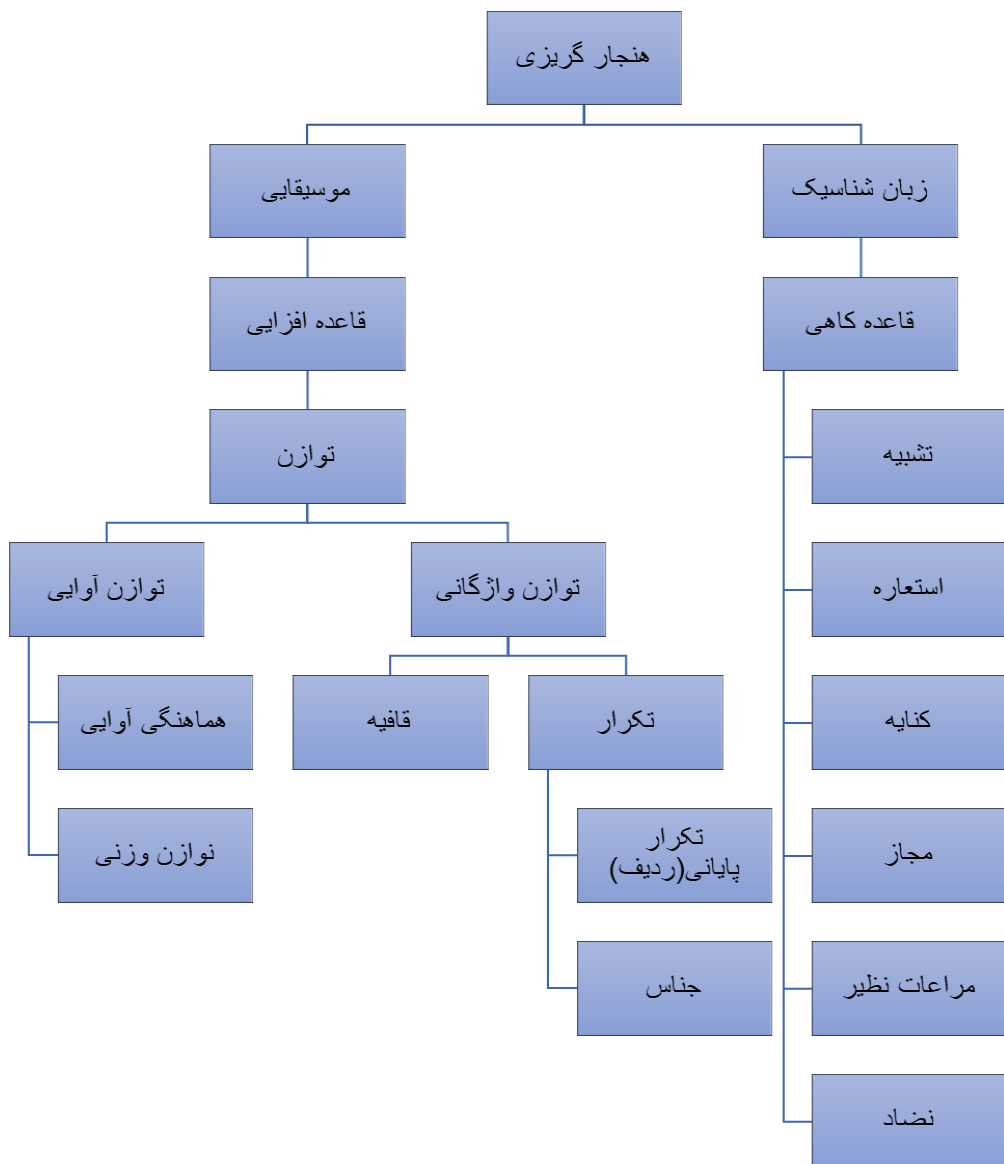 هنجار گریزی
زبان شناسیک
موسیقایی
قاعده کاهی
قاعده افزایی
تشبیه
توازن
استعاره
توازن واژگانی
توازن آوایی
کنایه
تکرار
قافیه
هماهنگی آوایی
مجاز
تکرار
پایانی(ردیف)
نوازن وزنی
مراعات نظیر
جناس
نضاد